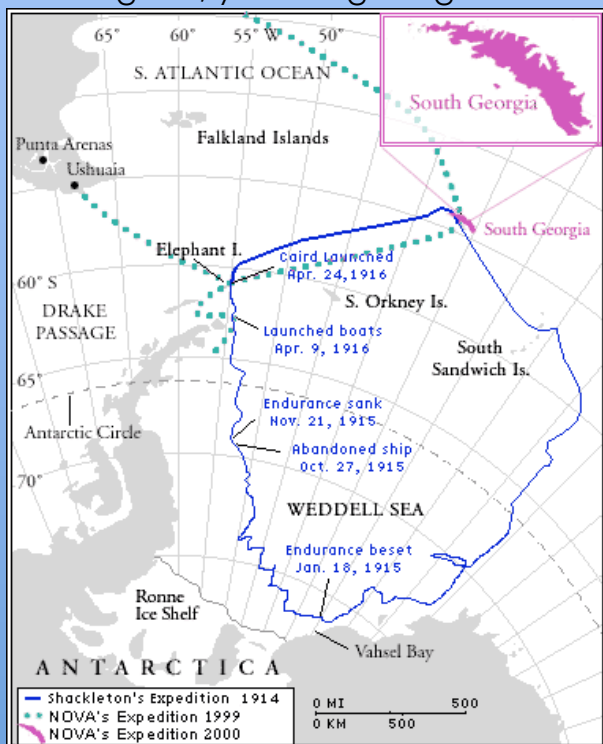 65° 60° 55° W 50°
S. ATLANTIC OCEAN
South Georgia
Falkland Islands
Punta Arenas
Ushuaia
South Georgia
Elephant I.
Caird Launched
Apr. 24, 1916
60° S
S. Orkney Is.
DRAKE
PASSAGE
Launched boats
Apr. 9, 1916
South
Sandwich Is.
65°
Endurance sank
Nov. 21, 1915
Antarctic Circle
Abandoned ship
Oct. 27, 1915
70°
WEDDELL SEA
Endurance beset
Jan. 18, 1915
Ronne
Ice Shelf
Vahsel Bay
ANTARCTICA
Shackleton's Expedition 1914
NOVA's Expedition 1999
NOVA's Expedition 2000
0 MI 500
0 KM 500